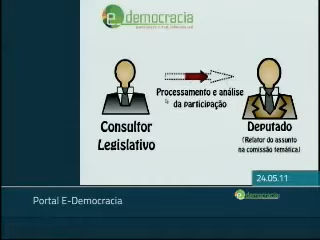 e-democracia
Processamento e análise
da participação
Consultor
Legislativo
Deputado
(Relator do assunto
na comissão temática)
24.05.11
Portal E-Democracia
e-democracia